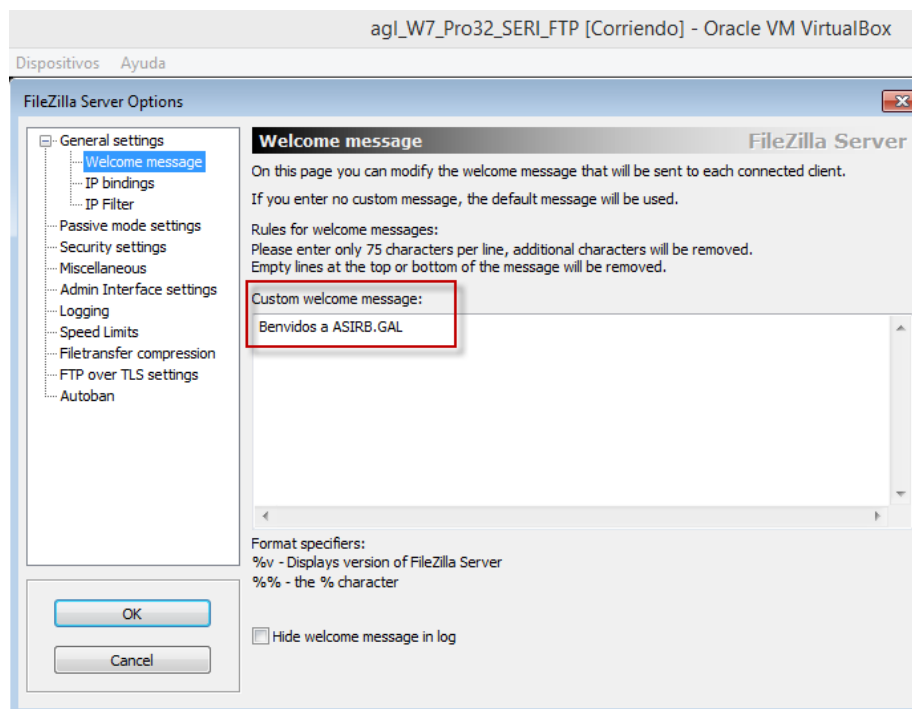 agl_W7_Pro32_SERI_FTP [Corriendo] - Oracle VM VirtualBox
Dispositivos Ayuda
FileZilla Server Options
General settings
Welcome message
IP bindings
IP Filter
Passive mode settings
Security settings
Miscellaneous
Admin Interface settings
Logging
Speed Limits
Filetransfer compression
FTP over TLS settings
Autoban
OK
Cancel
Welcome message FileZilla Server
On this page you can modify the welcome message that will be sent to each connected client.
If you enter no custom message, the default message will be used.
Rules for welcome messages:
Please enter only 75 characters per line, additional characters will be removed.
Empty lines at the top or bottom of the message will be removed.
Custom welcome message:
Benvidos a ASIRB.GAL
Format specifiers:
%v - Displays version of FileZilla Server
%% - the % character
Hide welcome message in log